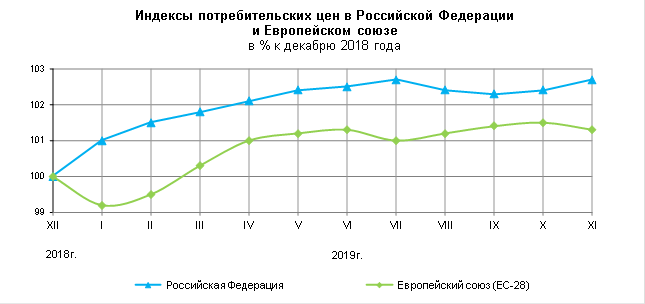 Индексы потребительских цен в Российской Федерации
и Европейском союзе
в % к декабрю 2018 года
103
102
101
100
99
XII I II III IV V VI VII VIII IX X XI
2018г. 2019г.
Российская Федерация Европейский союз (ЕС-28)